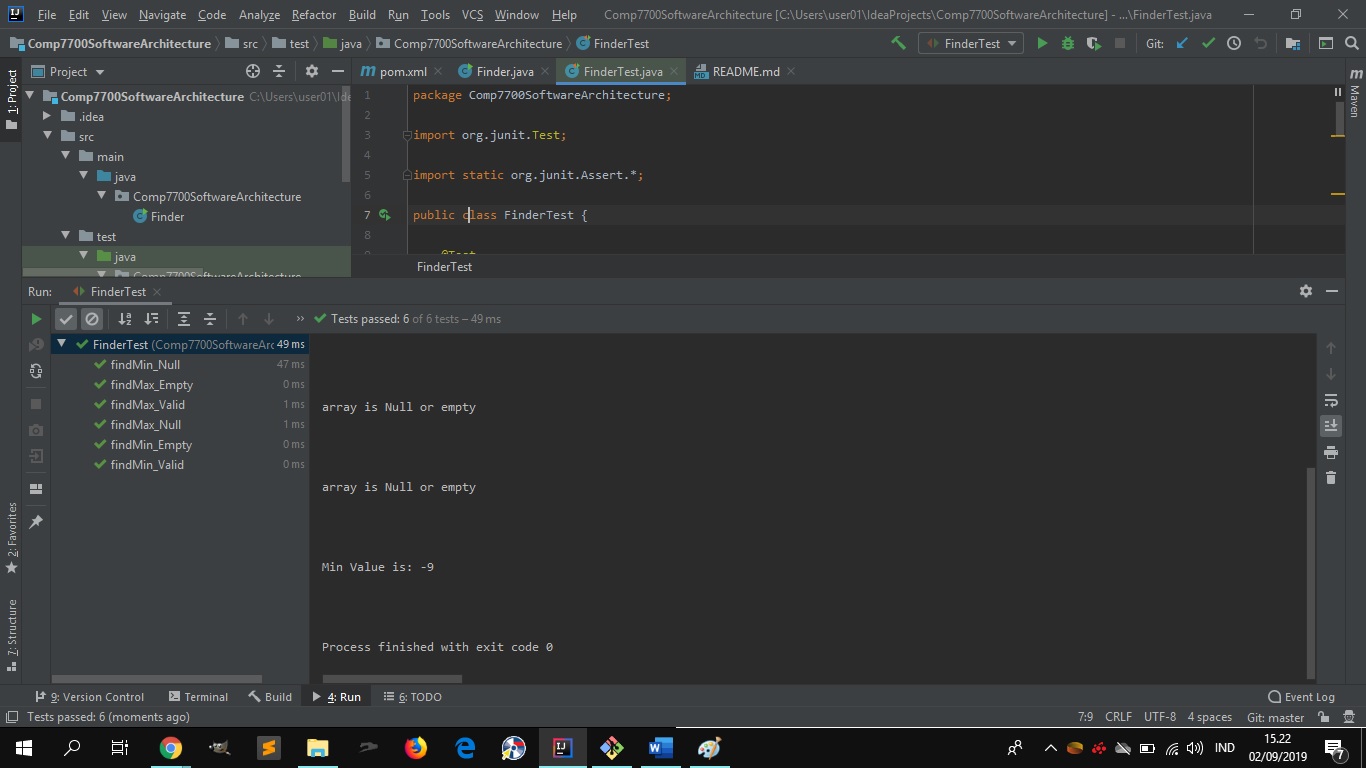 File Edit View Navigate Code Analyze Refactor Build Run Tools VCS Window Help Comp7700SoftwareArchitecture [C:\Users\user01\IdeaProjects\Comp7700SoftwareArchitecture] - ...\FinderTest.java
Comp7700SoftwareArchitecture src test java Comp7700SoftwareArchitecture FinderTest FinderTest Git:
1: Project
Project
pom.xml Finder.java FinderTest.java README.md
Maven
Comp7700SoftwareArchitecture C:\Users\user01\Ide
.idea
src
main
java
Comp7700SoftwareArchitecture
Finder
test
java
Comp7700SoftwareArchitecture
1 package Comp7700SoftwareArchitecture;
2
3 import org.junit.Test;
4
5 import static org.junit.Assert.*;
6
7 public class FinderTest {
8
9 @Test
FinderTest
Run: FinderTest
Tests passed: 6 of 6 tests – 49 ms
FinderTest (Comp7700SoftwareArc 49 ms
findMin_Null 47 ms
findMax_Empty 0 ms
findMax_Valid 1 ms
findMax_Null 1 ms
findMin_Empty 0 ms
findMin_Valid 0 ms
array is Null or empty
array is Null or empty
Min Value is: -9
Process finished with exit code 0
2: Favorites
7: Structure
9: Version Control Terminal Build 4: Run 6: TODO Event Log
Tests passed: 6 (moments ago) 7:9 CRLF UTF-8 4 spaces Git: master
IND
15.22
02/09/2019
7